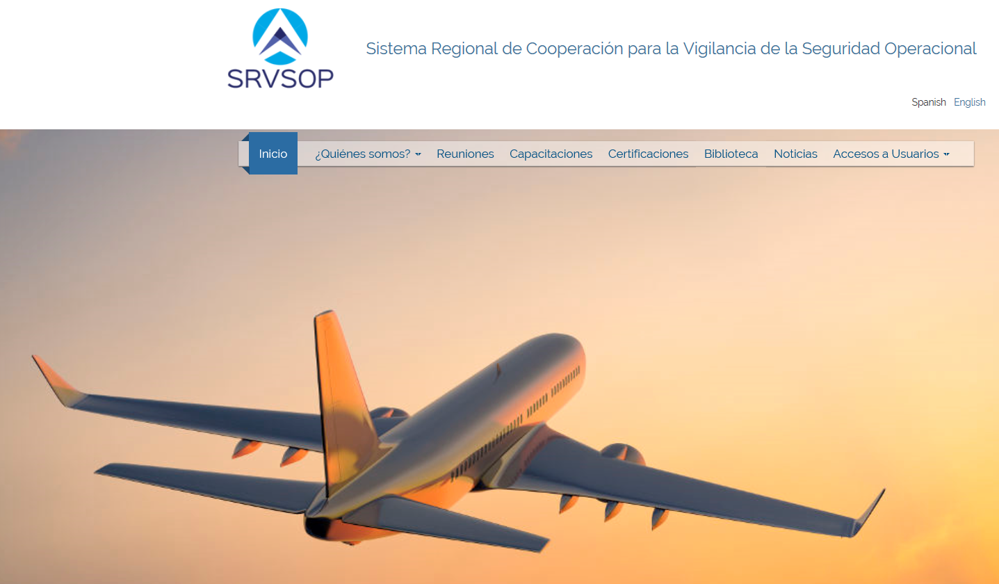 SRVSOP
Sistema Regional de Cooperación para la Vigilancia de la Seguridad Operacional
Spanish English
Inicio ¿Quiénes somos? Reuniones Capacitaciones Certificaciones Biblioteca Noticias Accesos a Usuarios